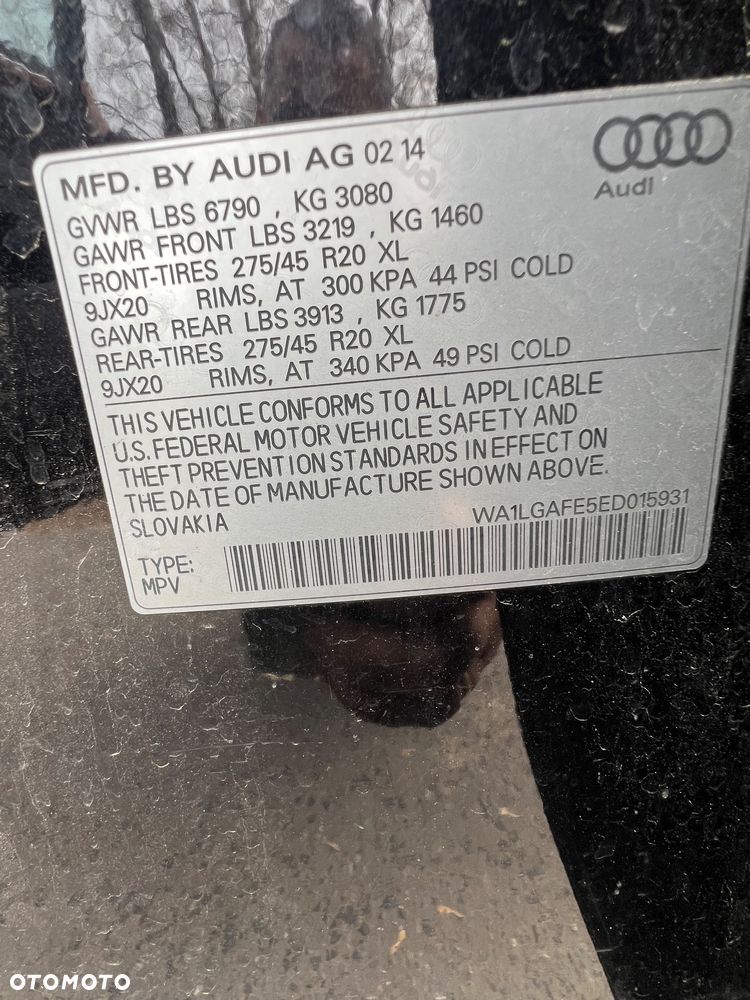 MFD. BY AUDI AG 02 14
Audi
GVWR LBS 6790 , KG 3080
GAWR FRONT LBS 3219 , KG 1460
FRONT-TIRES 275/45 R20 XL
9JX20 RIMS, AT 300 KPA 44 PSI COLD
GAWR REAR LBS 3913 , KG 1775
REAR-TIRES 275/45 R20 XL
9JX20 RIMS, AT 340 KPA 49 PSI COLD
THIS VEHICLE CONFORMS TO ALL APPLICABLE
U.S. FEDERAL MOTOR VEHICLE SAFETY AND
THEFT PREVENTION STANDARDS IN EFFECT ON
THE DATE OF MANUFACTURE SHOWN ABOVE.
SLOVAKIA WA1LGAFE5ED015931
TYPE:
MPV
OTOMOTO